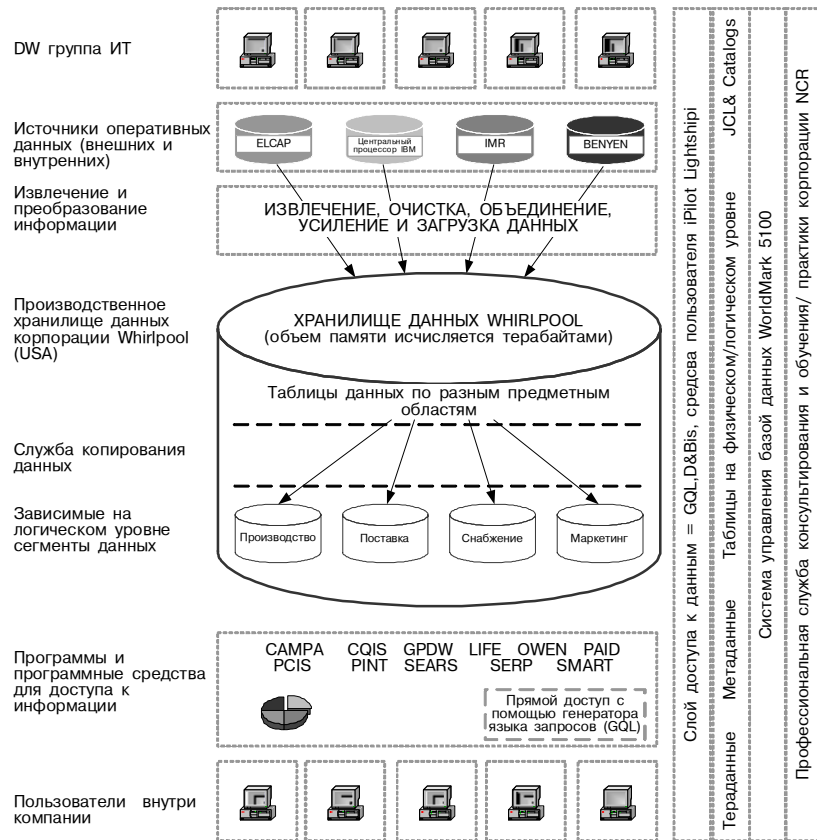 DW группа ИТ
Источники оперативных
данных (внешних и
внутренних)
ELCAP
Центральный
процессор IBM
IMR
BENYEN
Извлечение и
преобразование
информации
ИЗВЛЕЧЕНИЕ, ОЧИСТКА, ОБЪЕДИНЕНИЕ,
УСИЛЕНИЕ И ЗАГРУЗКА ДАННЫХ
Производственное
хранилище данных
корпорации Whirlpool
(USA)
ХРАНИЛИЩЕ ДАННЫХ WHIRLPOOL
(объем памяти исчисляется терабайтами)
Таблицы данных по разным предметным
областям
Служба копирования
данных
Зависимые на
логическом уровне
сегменты данных
Производство
Поставка
Снабжение
Маркетинг
Программы и
программные средства
для доступа к
информации
CAMPA CQIS GPDW LIFE OWEN PAID
PCIS PINT SEARS SERP SMART
Прямой доступ с
помощью генератора
языка запросов (GQL)
Пользователи внутри
компании
Слой доступа к данным = GQL,D&Bis, средсва пользователя iPilot Lightshipi
Тераданные Метаданные Таблицы на физическом/логическом уровне JCL& Catalogs
Система управления базой данных WorldMark 5100
Профессиональная служба консультирования и обучения/ практики корпорации NCR